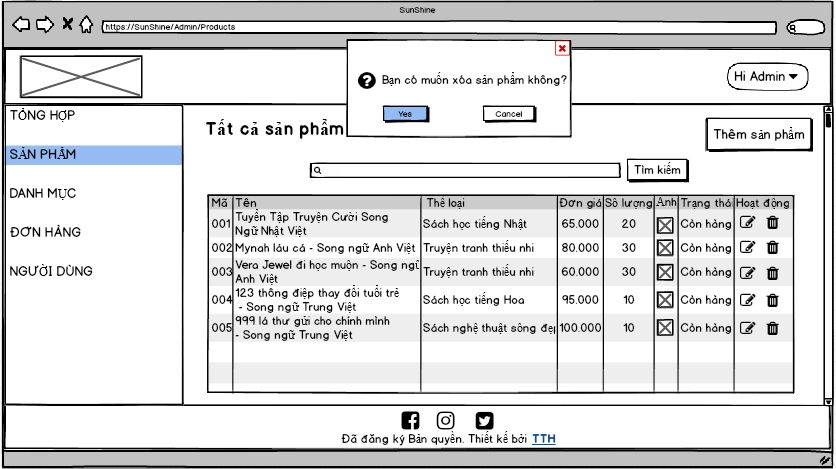 SunShine
https://SunShine/Admin/Products
Bạn có muốn xóa sản phẩm không?
Yes
Cancel
Hi Admin
TỔNG HỢP
SẢN PHẨM
DANH MỤC
ĐƠN HÀNG
NGƯỜI DÙNG
Tất cả sản phẩm
Thêm sản phẩm
Tìm kiếm
Mã Tên Thể loại Đơn giá Số lượng Ảnh Trạng thái Hoạt động
001 Tuyển Tập Truyện Cười Song Ngữ Nhật Việt Sách học tiếng Nhật 65.000 20 Còn hàng
002 Mynah láu cá - Song ngữ Anh Việt Truyện tranh thiếu nhi 80.000 30 Còn hàng
003 Vera Jewel đi học muộn - Song ngữ Anh Việt Truyện tranh thiếu nhi 60.000 30 Còn hàng
004 123 thông điệp thay đổi tuổi trẻ - Song ngữ Trung Việt Sách học tiếng Hoa 95.000 10 Còn hàng
005 999 lá thư gửi cho chính mình - Song ngữ Trung Việt Sách nghệ thuật sống đẹp 100.000 10 Còn hàng
Đã đăng ký Bản quyền. Thiết kế bởi TTH